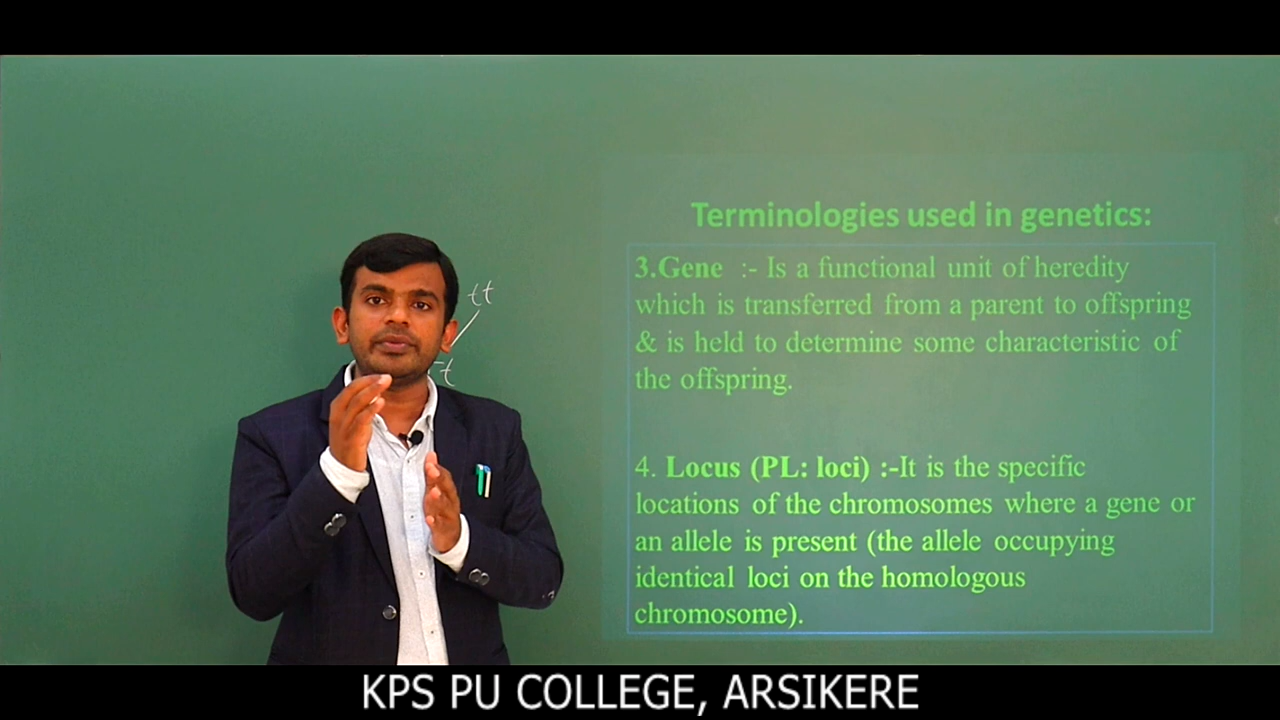 Terminologies used in genetics:
3.Gene :- Is a functional unit of heredity
which is transferred from a parent to offspring
& is held to determine some characteristic of
the offspring.
4. Locus (PL: loci) :-It is the specific
locations of the chromosomes where a gene or
an allele is present (the allele occupying
identical loci on the homologous
chromosome).
tt
t
KPS PU COLLEGE, ARSIKERE